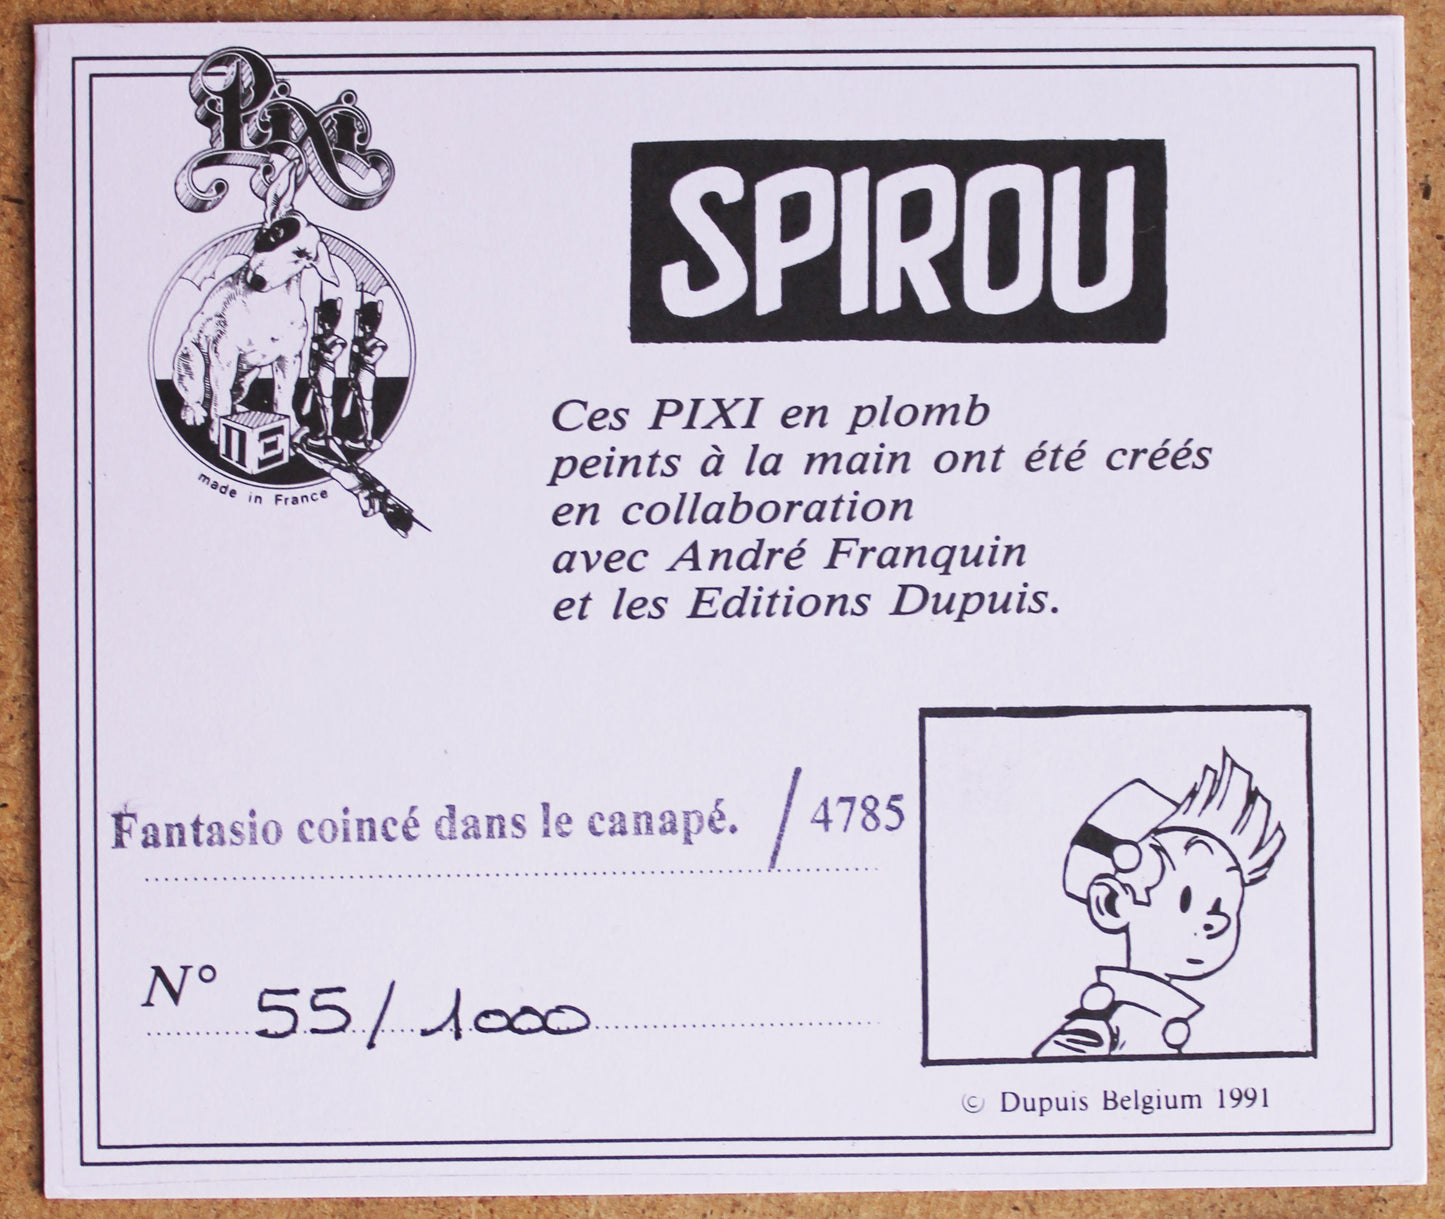 Pixi
made in France
SPIROU
Ces PIXI en plomb
peints à la main ont été créés
en collaboration
avec André Franquin
et les Editions Dupuis.
Fantasio coincé dans le canapé. / 4785
N° 55/1000
© Dupuis Belgium 1991